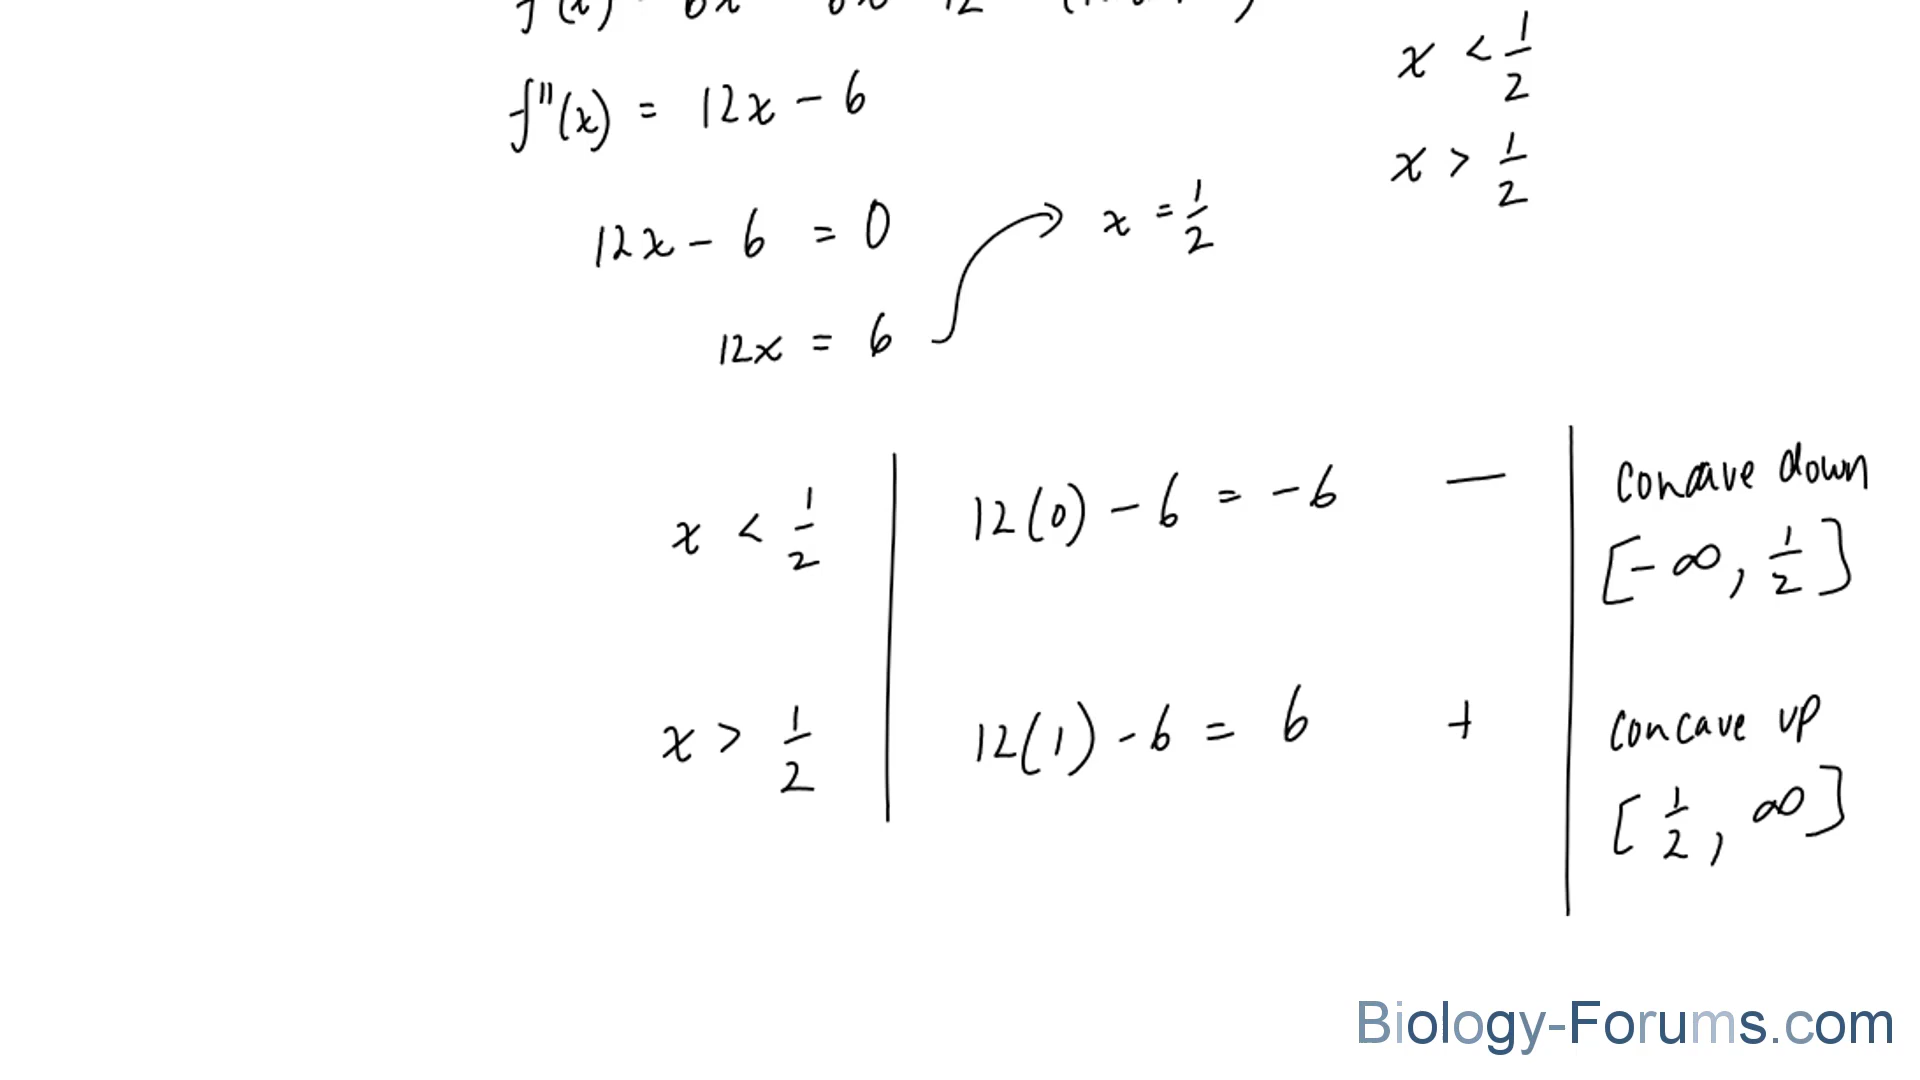 x < 1/2
f''(x) = 12x - 6
x > 1/2
12x - 6 = 0
x = 1/2
12x = 6
x < 1/2 12(0) - 6 = -6 — concave down
[-∞, 1/2]
x > 1/2 12(1) - 6 = 6 + concave up
[1/2, ∞]
Biology-Forums.com